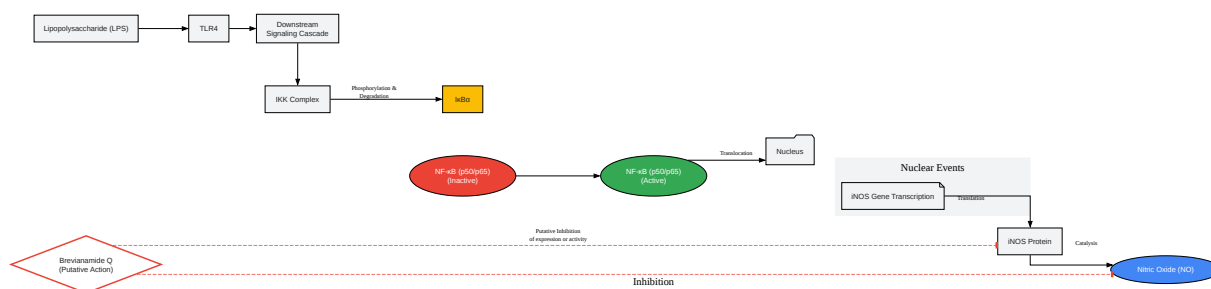 Lipopolysaccharide (LPS)
TLR4
Downstream
Signaling Cascade
IKK Complex
Phosphorylation &
Degradation
IκBα
NF-κB (p50/p65)
(Inactive)
NF-κB (p50/p65)
(Active)
Translocation
Nucleus
Nuclear Events
iNOS Gene Transcription
Translation
iNOS Protein
Catalysis
Nitric Oxide (NO)
Brevianamide Q
(Putative Action)
Putative Inhibition
of expression or activity
Inhibition